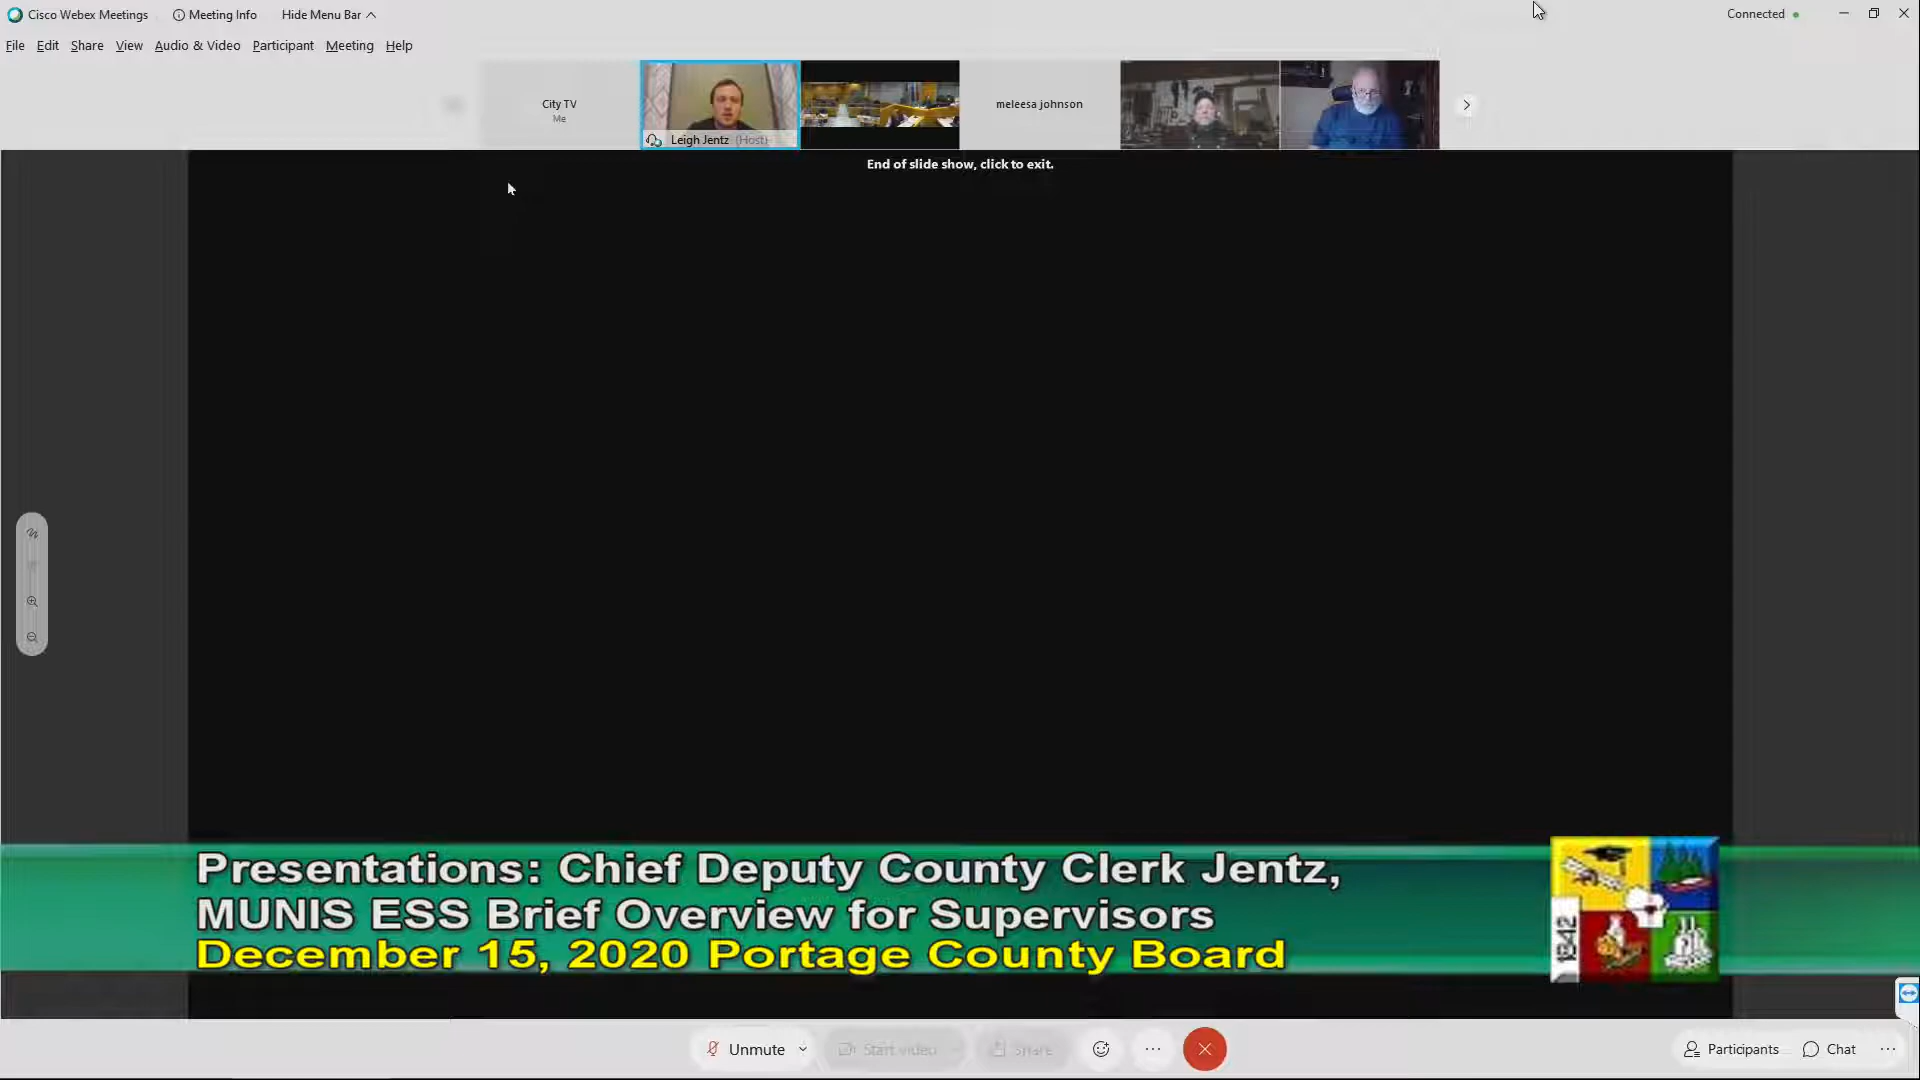 Cisco Webex Meetings
Meeting Info
Hide Menu Bar
Connected
File Edit Share View Audio & Video Participant Meeting Help
City TV
Me
Leigh Jentz (Host)
meleesa johnson
End of slide show, click to exit.
Presentations: Chief Deputy County Clerk Jentz,
MUNIS ESS Brief Overview for Supervisors
December 15, 2020 Portage County Board
1842
Unmute
Start video
Share
Participants
Chat